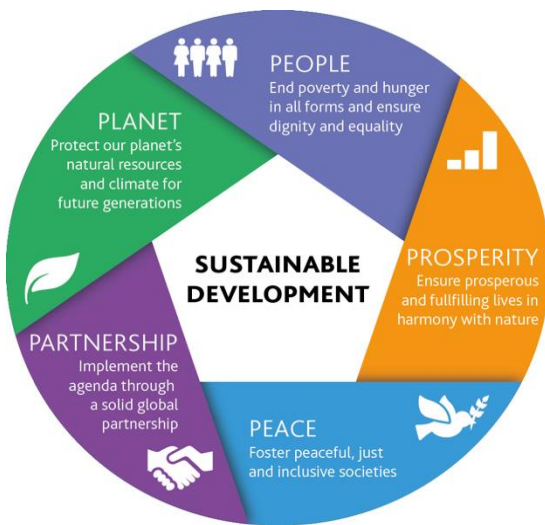 PEOPLE
End poverty and hunger
in all forms and ensure
dignity and equality
PROSPERITY
Ensure prosperous
and fullfilling lives in
harmony with nature
PEACE
Foster peaceful, just
and inclusive societies
PARTNERSHIP
Implement the
agenda through
a solid global
partnership
PLANET
Protect our planet's
natural resources
and climate for
future generations
SUSTAINABLE
DEVELOPMENT